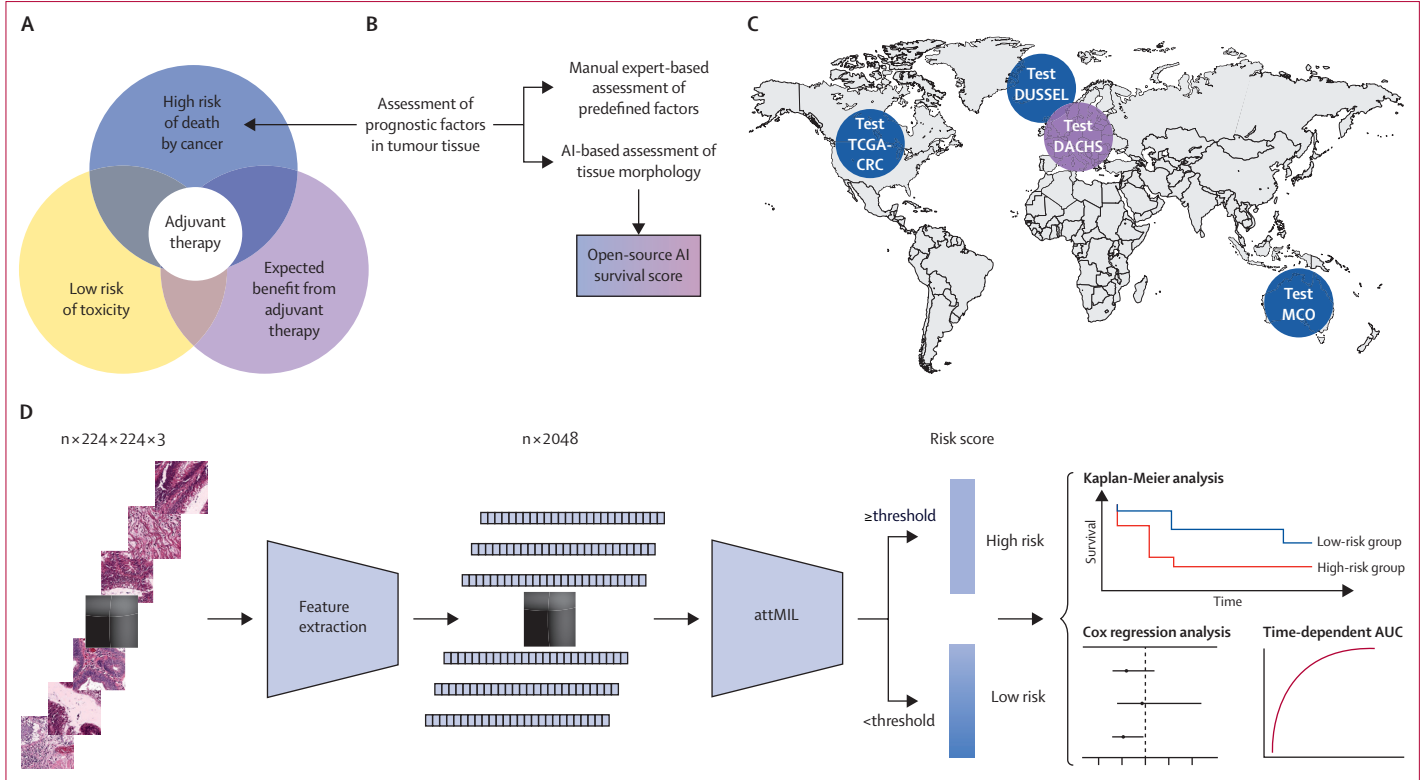 A
High risk
of death
by cancer
Adjuvant
therapy
Low risk
of toxicity
Expected
benefit from
adjuvant
therapy
B
Assessment of
prognostic factors
in tumour tissue
Manual expert-based
assessment of
predefined factors
AI-based assessment of
tissue morphology
Open-source AI
survival score
C
Test
DUSSEL
Test
DACHS
Test
TCGA-
CRC
Test
MCO
D
n×224×224×3
Feature
extraction
n×2048
attMIL
Risk score
≥threshold
High risk
<threshold
Low risk
Kaplan-Meier analysis
Survival
Low-risk group
High-risk group
Time
Cox regression analysis
Time-dependent AUC